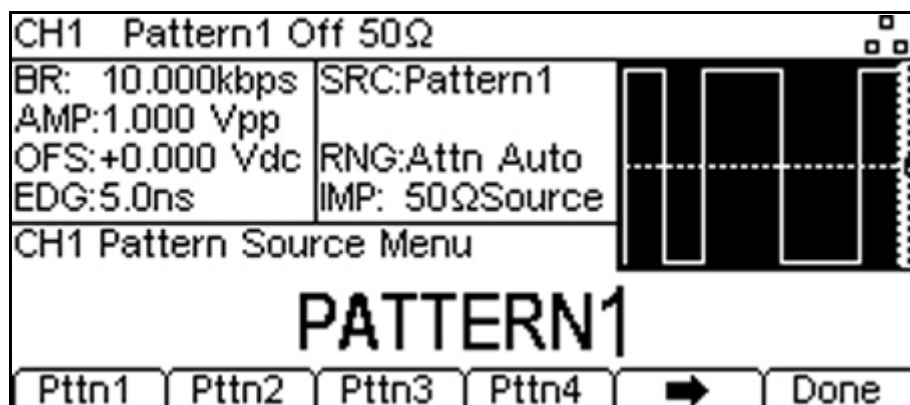 CH1 Pattern1 Off 50Ω
BR: 10.000kbps
AMP:1.000 Vpp
OFS:+0.000 Vdc
EDG:5.0ns
SRC:Pattern1
RNG:Attn Auto
IMP: 50ΩSource
CH1 Pattern Source Menu
PATTERN1
Pttn1 Pttn2 Pttn3 Pttn4 Done